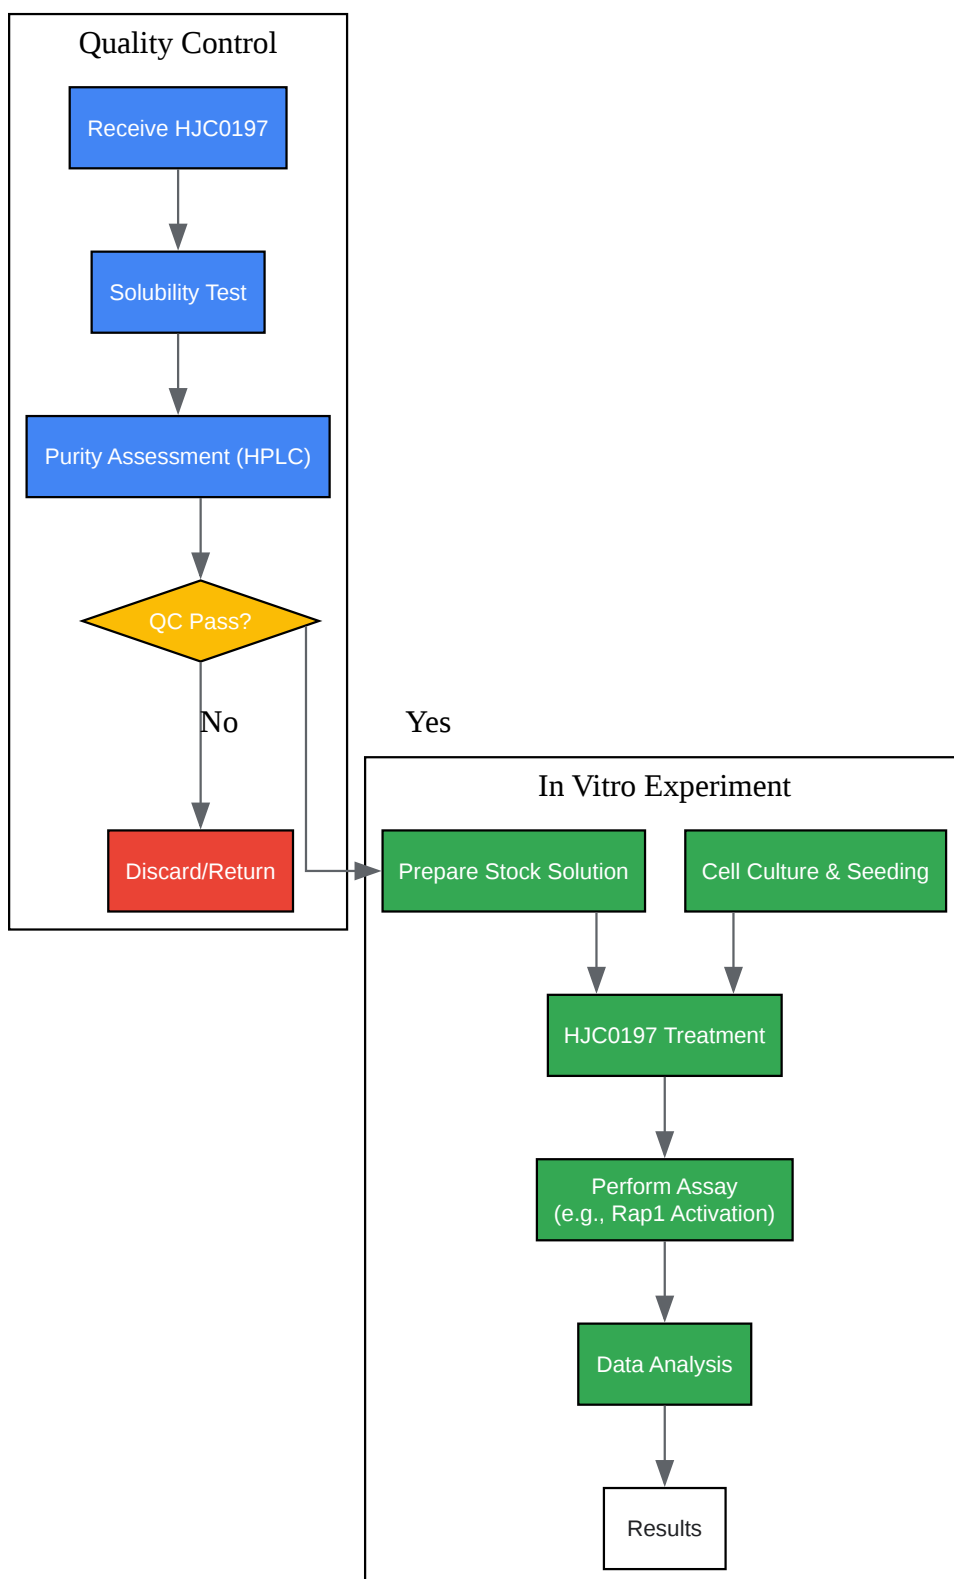 Quality Control
Receive HJC0197
Solubility Test
Purity Assessment (HPLC)
QC Pass?
No
Yes
Discard/Return
In Vitro Experiment
Prepare Stock Solution
Cell Culture & Seeding
HJC0197 Treatment
Perform Assay
(e.g., Rap1 Activation)
Data Analysis
Results